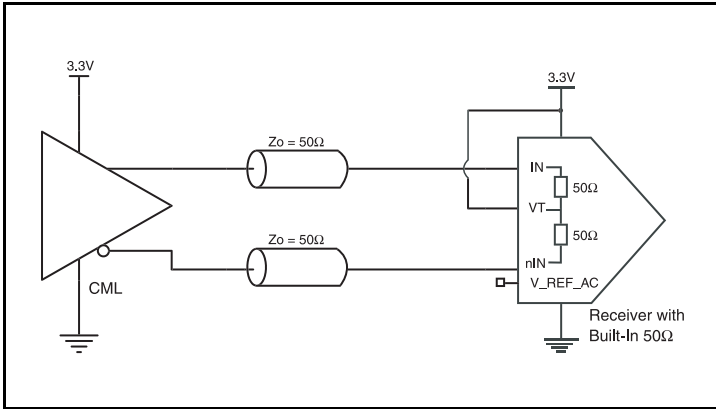 3.3V
3.3V
Zo = 50Ω
IN
50Ω
VT
50Ω
Zo = 50Ω
nIN
V_REF_AC
CML
Receiver with
Built-In 50Ω